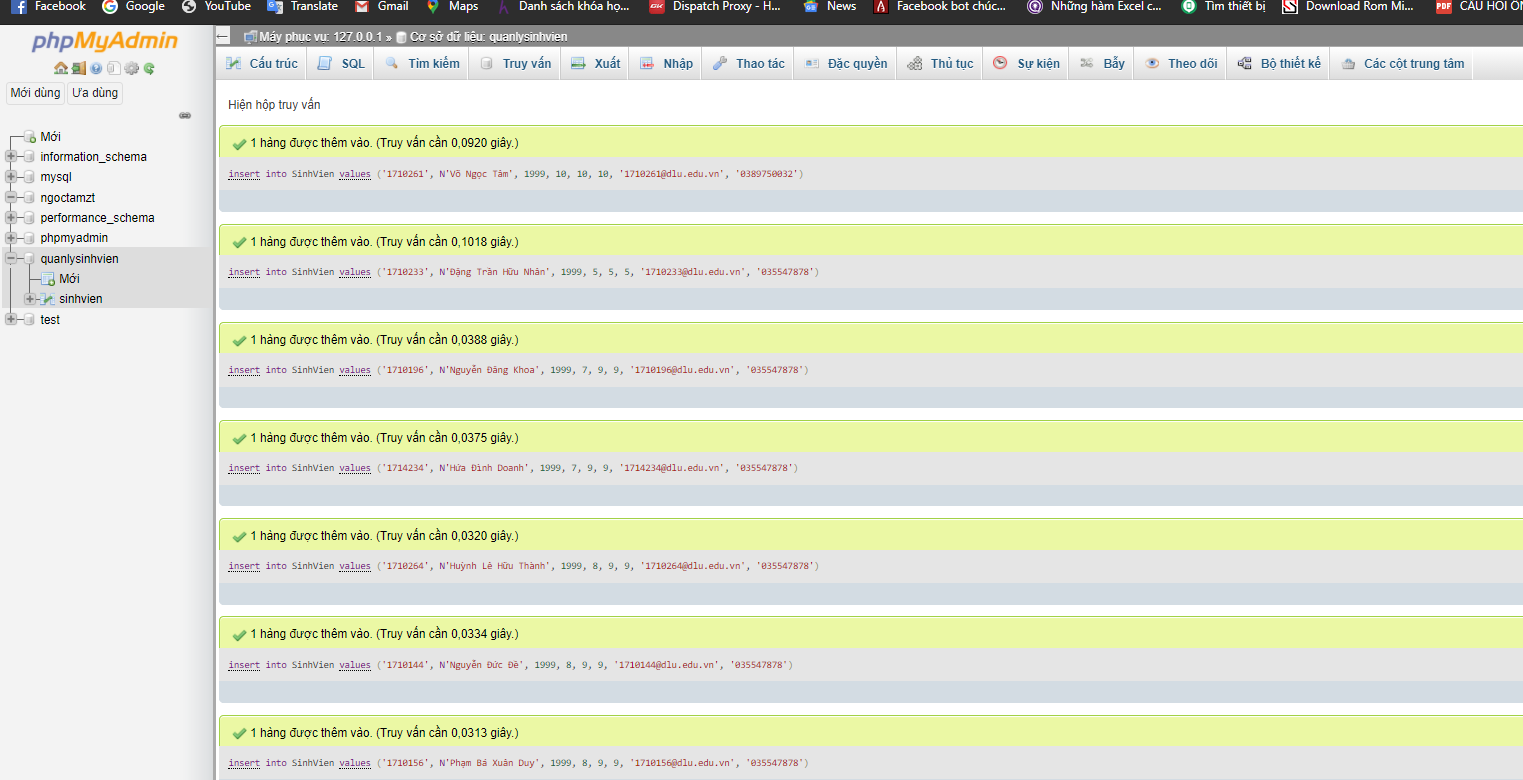 Facebook Google YouTube Translate Gmail Maps Danh sách khóa họ... Dispatch Proxy - H... News Facebook bot chúc... Những hàm Excel c... Tìm thiết bị Download Rom Mi... CÂU HỎI ÔN
phpMyAdmin
Mới dùng Ưa dùng
Mới
information_schema
mysql
ngoctamzt
performance_schema
phpmyadmin
quanlysinhvien
Mới
sinhvien
test
Máy phục vụ: 127.0.0.1 » Cơ sở dữ liệu: quanlysinhvien
Cấu trúc SQL Tìm kiếm Truy vấn Xuất Nhập Thao tác Đặc quyền Thủ tục Sự kiện Bẫy Theo dõi Bộ thiết kế Các cột trung tâm
Hiện hộp truy vấn
1 hàng được thêm vào. (Truy vấn cần 0,0920 giây.)
insert into SinhVien values ('1710261', N'Võ Ngọc Tâm', 1999, 10, 10, 10, '1710261@dlu.edu.vn', '0389750032')
1 hàng được thêm vào. (Truy vấn cần 0,1018 giây.)
insert into SinhVien values ('1710233', N'Đặng Trần Hữu Nhân', 1999, 5, 5, 5, '1710233@dlu.edu.vn', '035547878')
1 hàng được thêm vào. (Truy vấn cần 0,0388 giây.)
insert into SinhVien values ('1710196', N'Nguyễn Đăng Khoa', 1999, 7, 9, 9, '1710196@dlu.edu.vn', '035547878')
1 hàng được thêm vào. (Truy vấn cần 0,0375 giây.)
insert into SinhVien values ('1714234', N'Hứa Đình Doanh', 1999, 7, 9, 9, '1714234@dlu.edu.vn', '035547878')
1 hàng được thêm vào. (Truy vấn cần 0,0320 giây.)
insert into SinhVien values ('1710264', N'Huỳnh Lê Hữu Thành', 1999, 8, 9, 9, '1710264@dlu.edu.vn', '035547878')
1 hàng được thêm vào. (Truy vấn cần 0,0334 giây.)
insert into SinhVien values ('1710144', N'Nguyễn Đức Đề', 1999, 8, 9, 9, '1710144@dlu.edu.vn', '035547878')
1 hàng được thêm vào. (Truy vấn cần 0,0313 giây.)
insert into SinhVien values ('1710156', N'Phạm Bá Xuân Duy', 1999, 8, 9, 9, '1710156@dlu.edu.vn', '035547878')